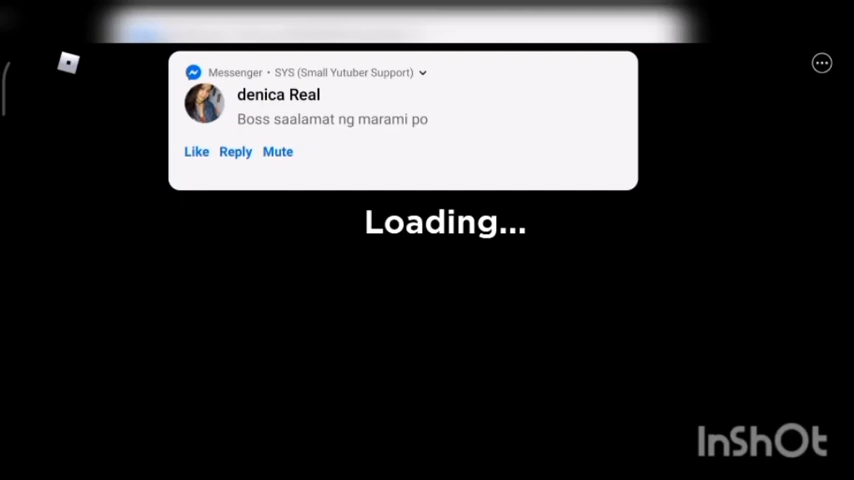 Messenger • SYS (Small Yutuber Support)
denica Real
Boss saalamat ng marami po
Like Reply Mute
Loading...
InShOt